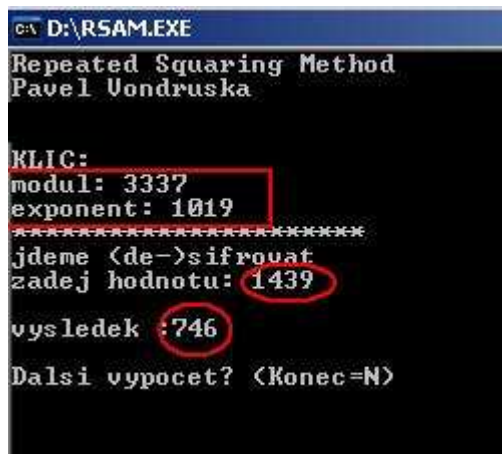 D:\RSAM.EXE
Repeated Squaring Method
Pavel Vondruska
KLIC:
modul: 3337
exponent: 1019
**********************
jdeme (de-)sifrovat
zadej hodnotu: 1439
vysledek :746
Dalsi vypocet? (Konec=N)